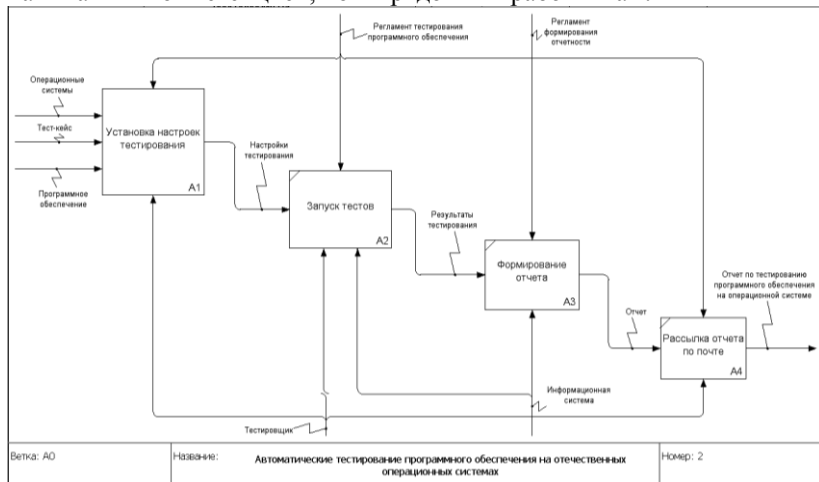 Регламент тестирования
программного обеспечения
Регламент
формирования
отчетности
Операционные
системы
Тест-кейс
Программное
обеспечение
Установка настроек
тестирования
A1
Настройки
тестирования
Запуск тестов
A2
Результаты
тестирования
Формирование
отчета
A3
Отчет
Отчет по тестированию
программного обеспечения
на операционной системе
Рассылка отчета
по почте
A4
Информационная
система
Тестировщик
Ветка: A0
Название:
Автоматические тестирование программного обеспечения на отечественных
операционных системах
Номер: 2